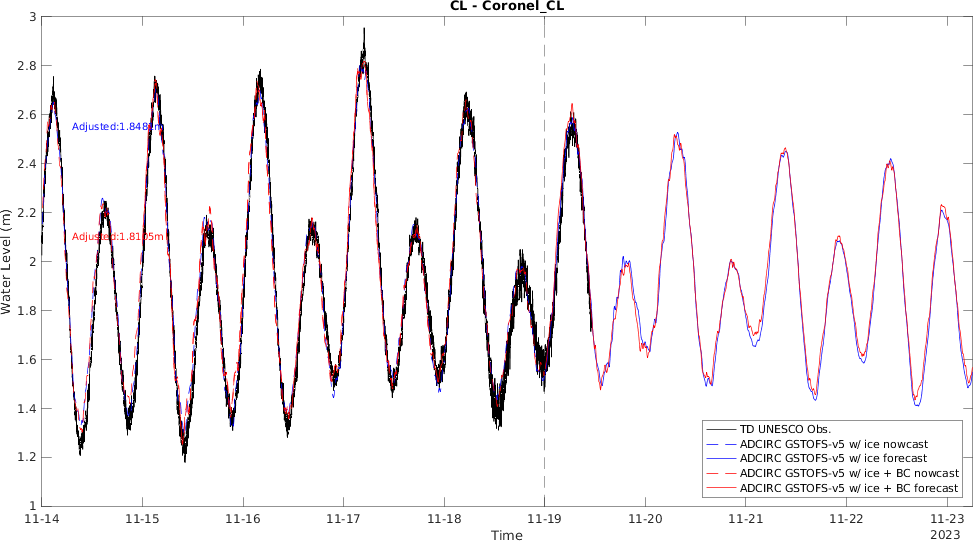 CL - Coronel_CL
3
2.8
2.6
2.4
2.2
2
1.8
1.6
1.4
1.2
1
Water Level (m)
Adjusted:1.848
Adjusted:1.8105m
11-14 11-15 11-16 11-17 11-18 11-19 11-20 11-21 11-22 11-23
Time
2023
TD UNESCO Obs.
ADCIRC GSTOFS-v5 w/ ice nowcast
ADCIRC GSTOFS-v5 w/ ice forecast
ADCIRC GSTOFS-v5 w/ ice + BC nowcast
ADCIRC GSTOFS-v5 w/ ice + BC forecast